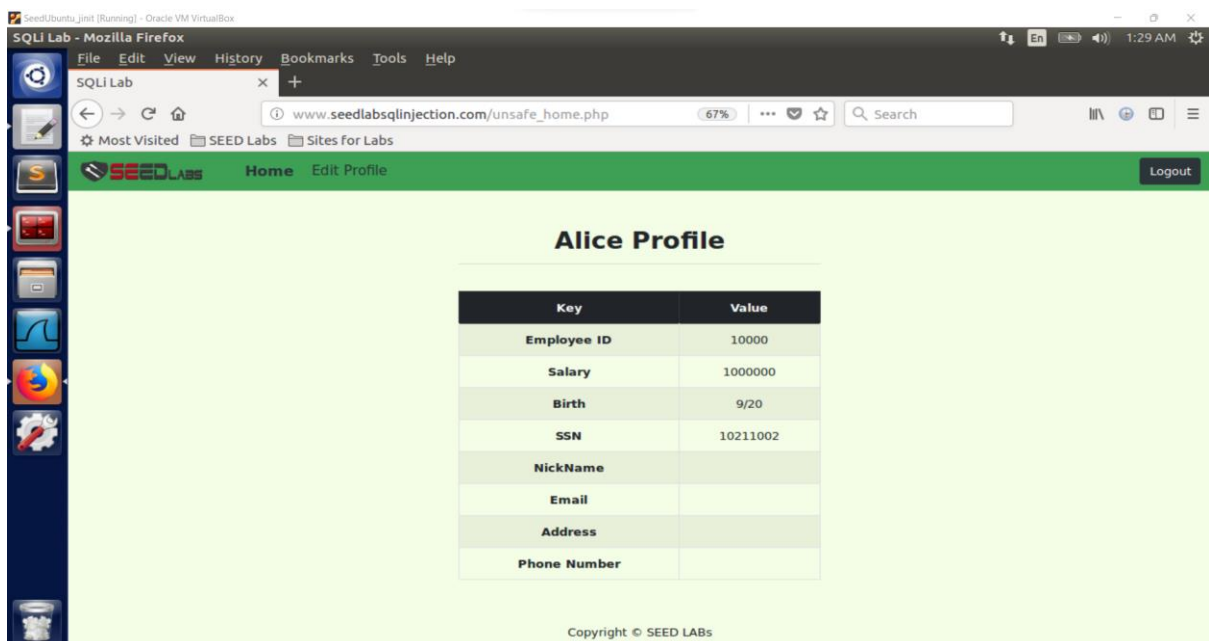 SeedUbuntu_jinit [Running] - Oracle VM VirtualBox
SQLi Lab - Mozilla Firefox
En
1:29 AM
File Edit View History Bookmarks Tools Help
SQLi Lab
www.seedlabsqlinjection.com/unsafe_home.php
67%
Search
Most Visited SEED Labs Sites for Labs
SEEDLABS Home Edit Profile Logout
Alice Profile
Key Value
Employee ID 10000
Salary 1000000
Birth 9/20
SSN 10211002
NickName
Email
Address
Phone Number
Copyright © SEED LABs